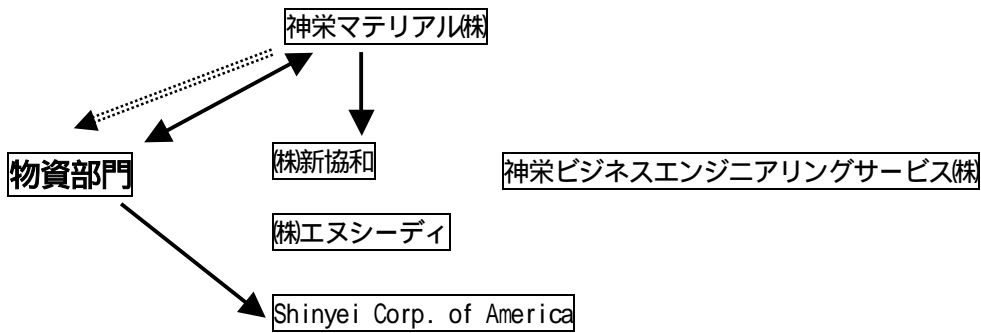 神栄マテリアル㈱
物資部門
㈱新協和
神栄ビジネスエンジニアリングサービス㈱
㈱エヌシーディ
Shinyei Corp. of America